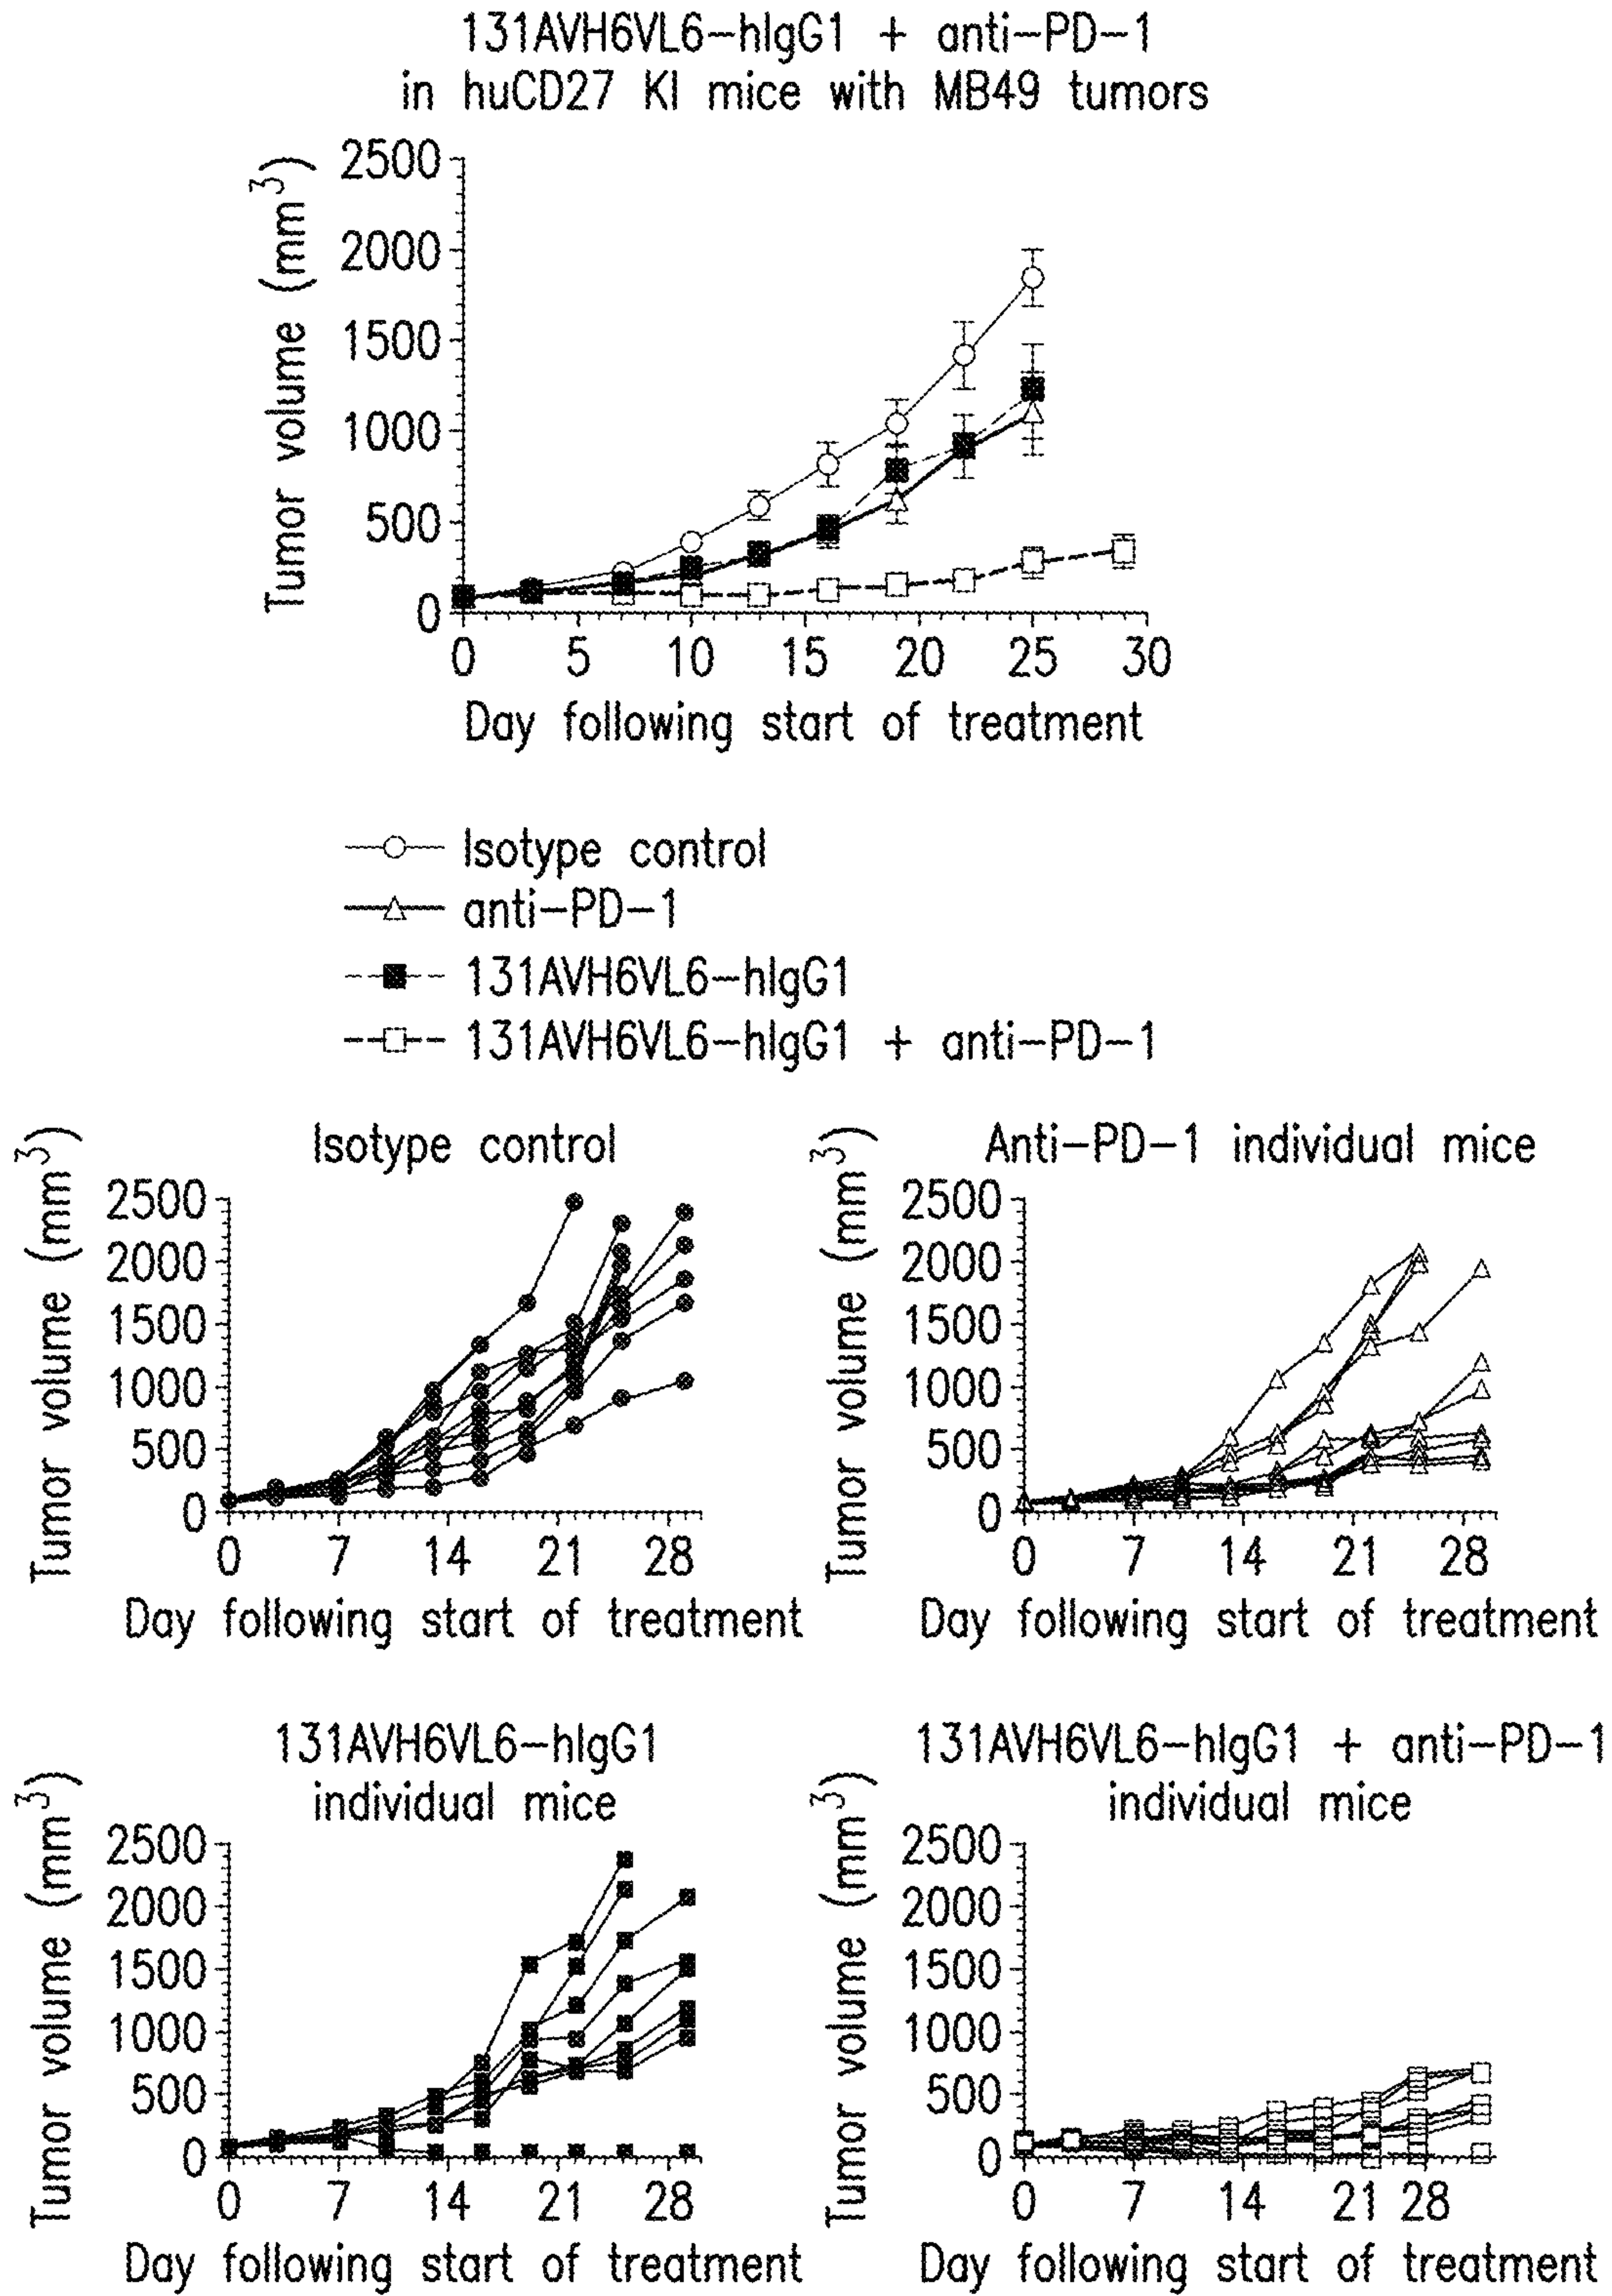 131AVH6VL6-hIgG1 + anti-PD-1
in huCD27 KI mice with MB49 tumors
Tumor volume (mm³)
2500
2000
1500
1000
500
0
0 5 10 15 20 25 30
Day following start of treatment
Isotype control
anti-PD-1
131AVH6VL6-hIgG1
131AVH6VL6-hIgG1 + anti-PD-1
Isotype control
Tumor volume (mm³)
2500
2000
1500
1000
500
0
0 7 14 21 28
Day following start of treatment
Anti-PD-1 individual mice
Tumor volume (mm³)
2500
2000
1500
1000
500
0
0 7 14 21 28
Day following start of treatment
131AVH6VL6-hIgG1
individual mice
Tumor volume (mm³)
2500
2000
1500
1000
500
0
0 7 14 21 28
Day following start of treatment
131AVH6VL6-hIgG1 + anti-PD-1
individual mice
Tumor volume (mm³)
2500
2000
1500
1000
500
0
0 7 14 21 28
Day following start of treatment